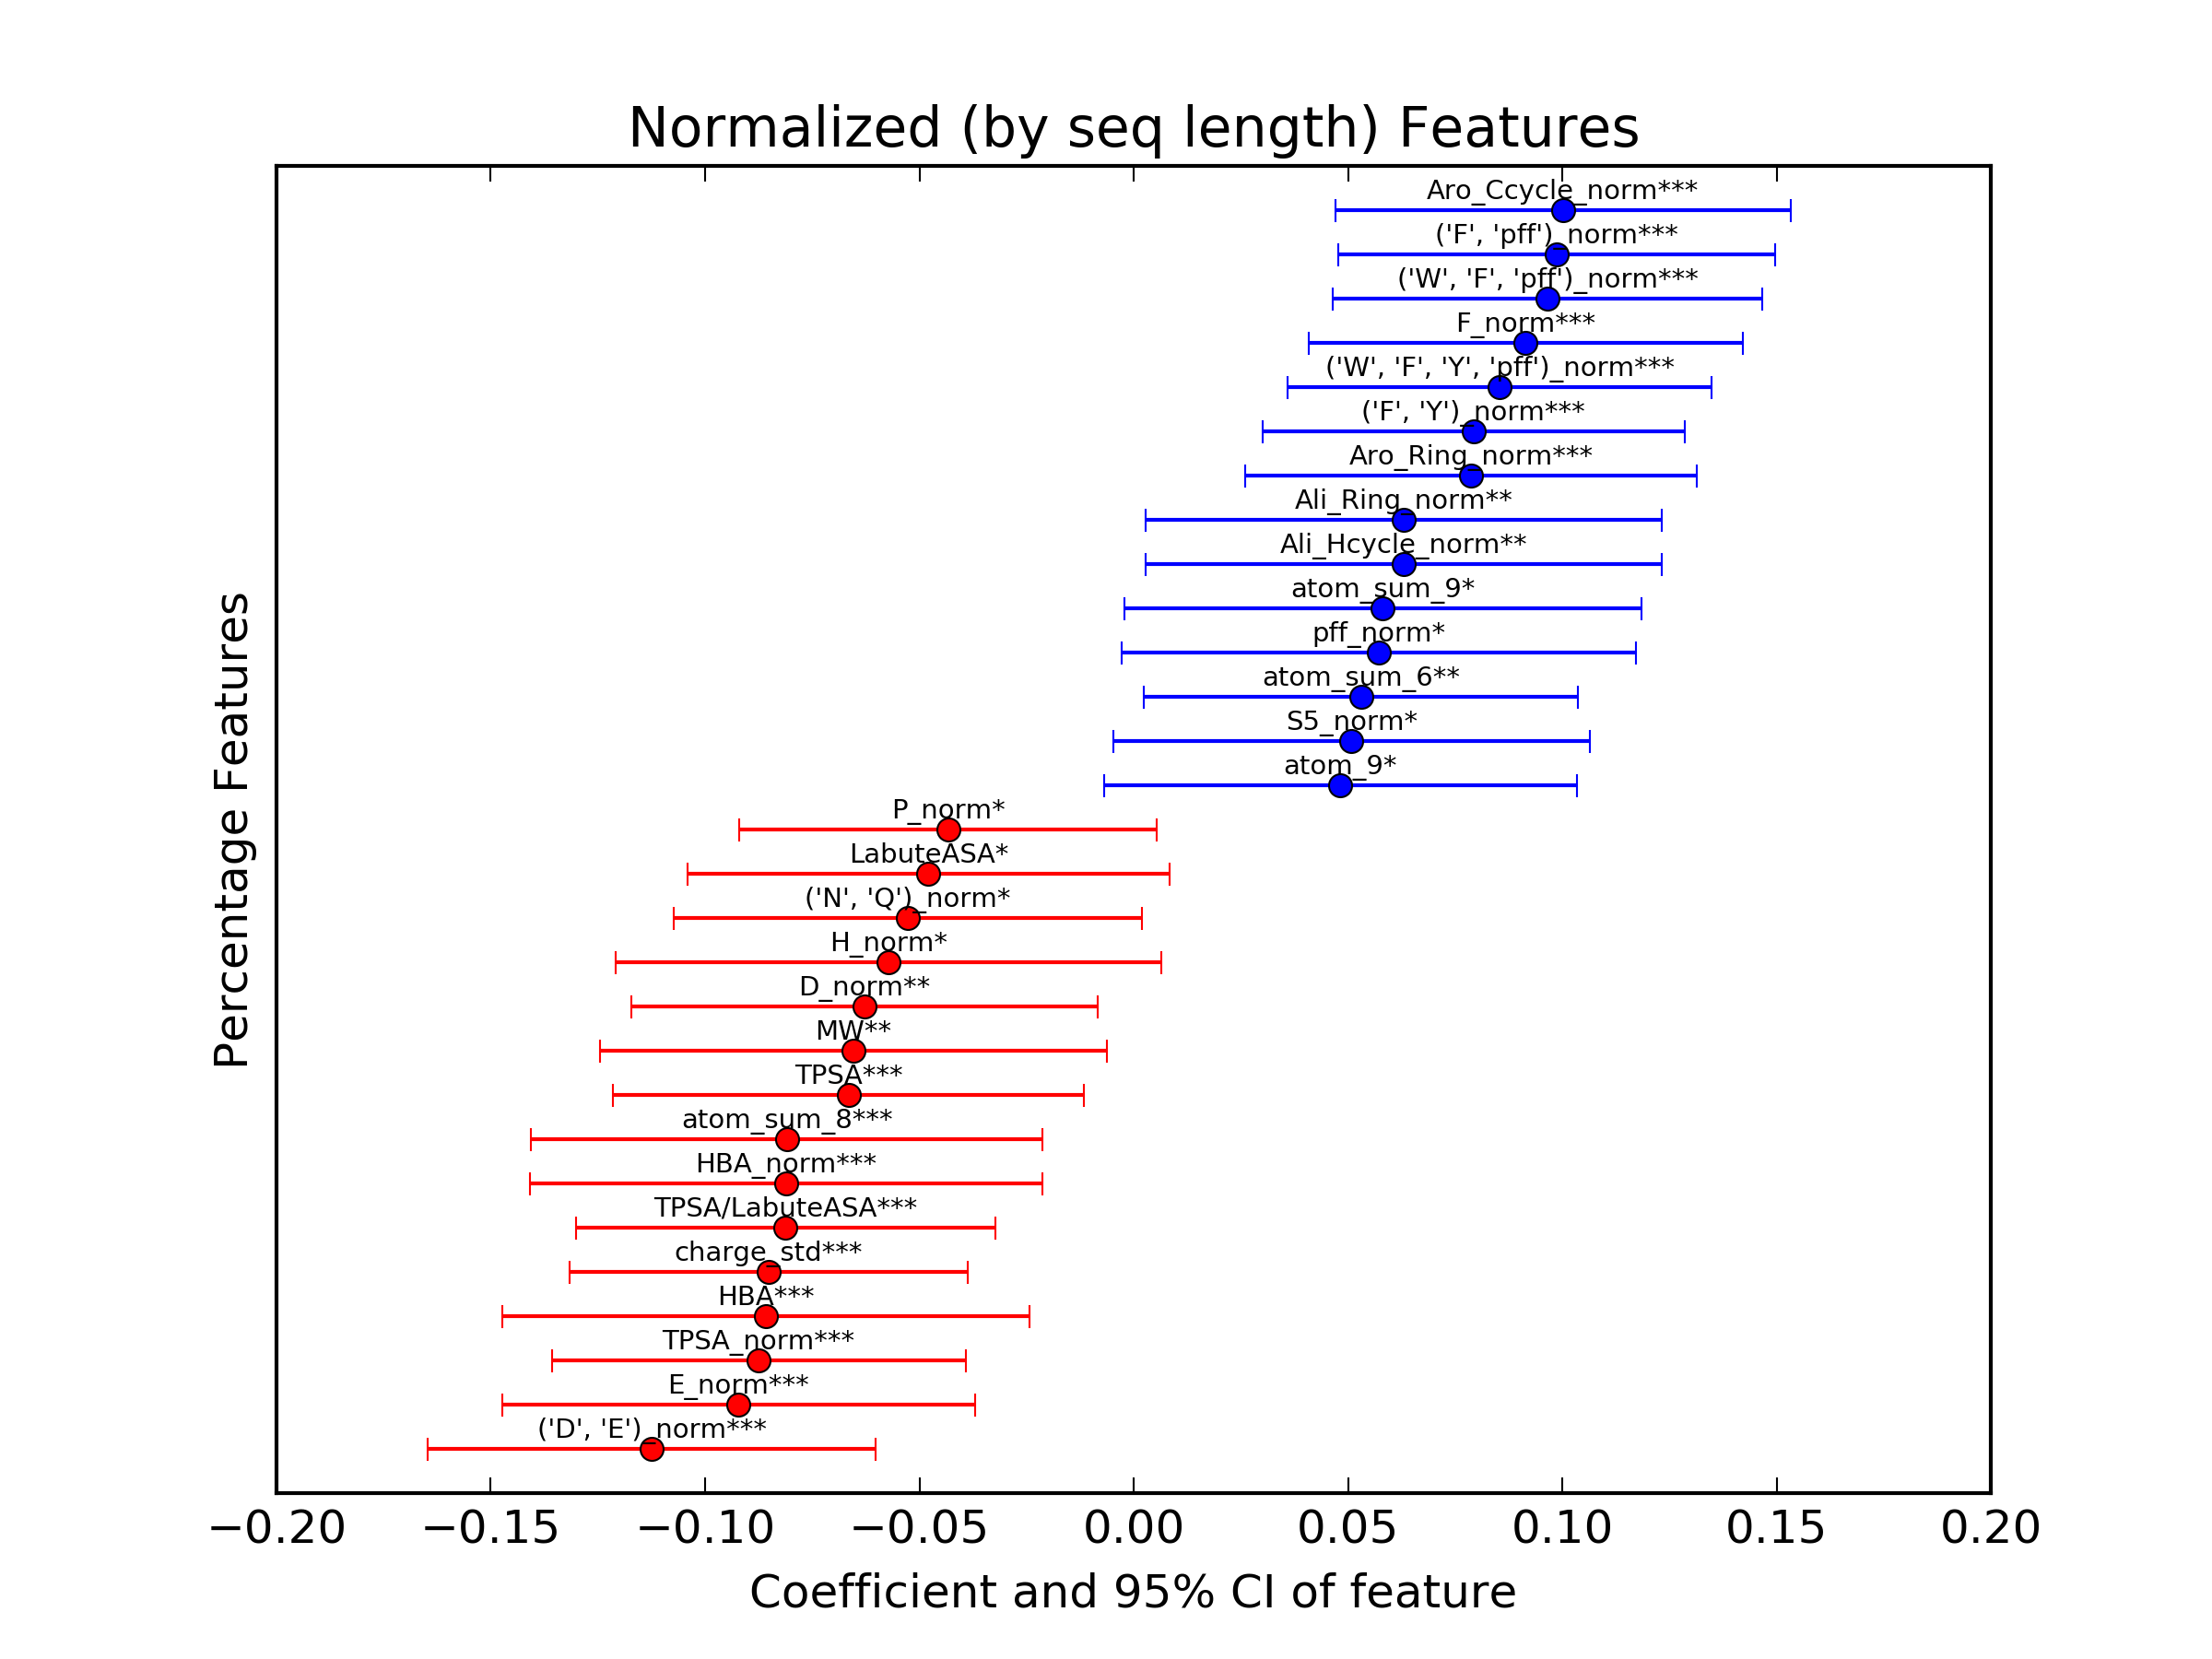 Normalized (by seq length) Features
Aro_Ccycle_norm***
('F', 'pff')_norm***
('W', 'F', 'pff')_norm***
F_norm***
('W', 'F', 'Y', 'pff')_norm***
('F', 'Y')_norm***
Aro_Ring_norm***
Ali_Ring_norm**
Ali_Hcycle_norm**
atom_sum_9*
pff_norm*
atom_sum_6**
S5_norm*
atom_9*
P_norm*
LabuteASA*
('N', 'Q')_norm*
H_norm*
D_norm**
MW**
TPSA***
atom_sum_8***
HBA_norm***
TPSA/LabuteASA***
charge_std***
HBA***
TPSA_norm***
E_norm***
('D', 'E')_norm***
Percentage Features
−0.20 −0.15 −0.10 −0.05 0.00 0.05 0.10 0.15 0.20
Coefficient and 95% CI of feature